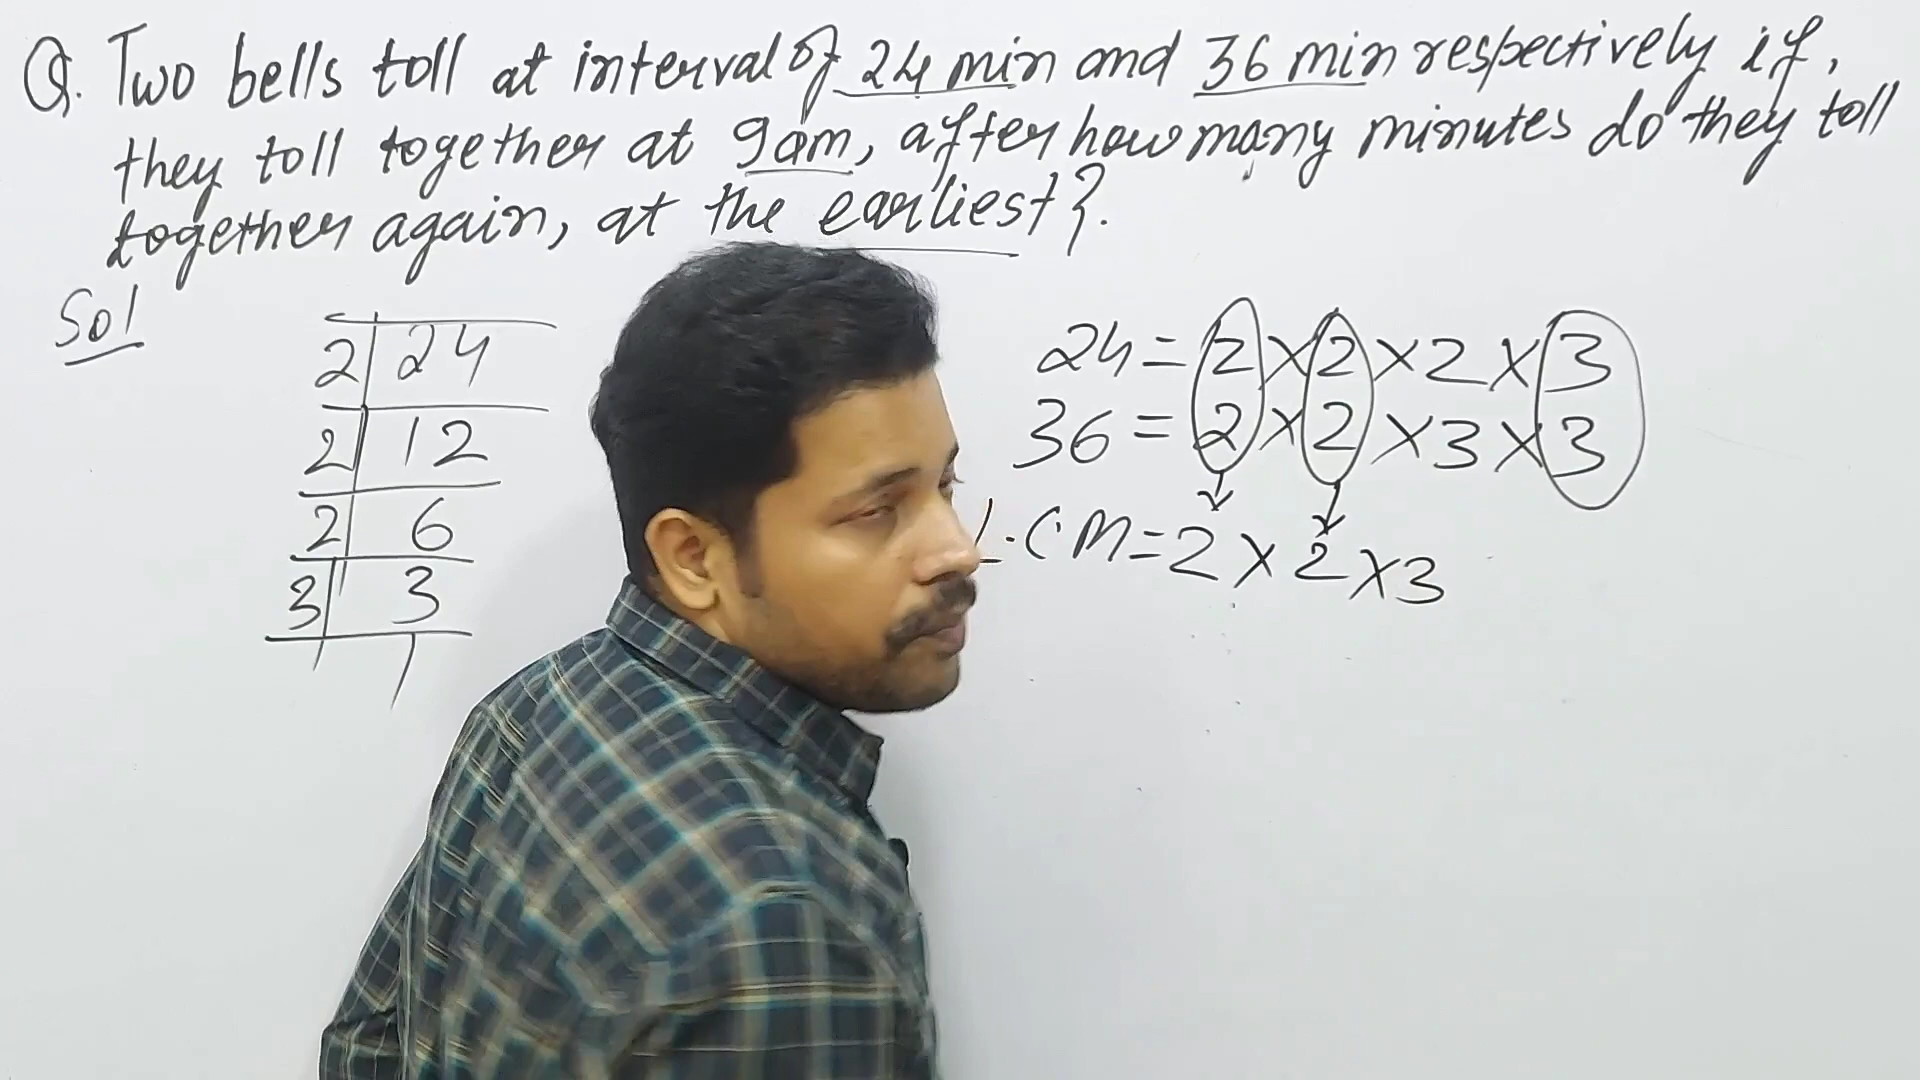 Q. Two bells toll at interval of 24 min and 36 min respectively if,
they toll together at 9am, after how many minutes do they toll
together again, at the earliest?.
Sol
2 | 24
2 | 12
2 | 6
3 | 3
1
24 = 2 × 2 × 2 × 3
36 = 2 × 2 × 3 × 3
L.C.M = 2 × 2 × 3